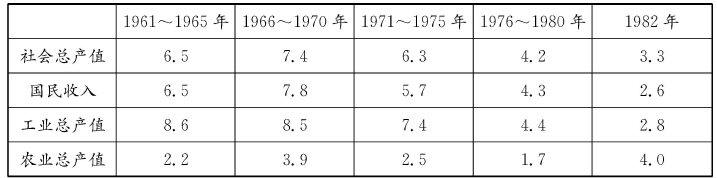 1961～1965 年 1966～1970 年 1971～1975 年 1976～1980 年 1982 年
社会总产值 6.5 7.4 6.3 4.2 3.3
国民收入 6.5 7.8 5.7 4.3 2.6
工业总产值 8.6 8.5 7.4 4.4 2.8
农业总产值 2.2 3.9 2.5 1.7 4.0